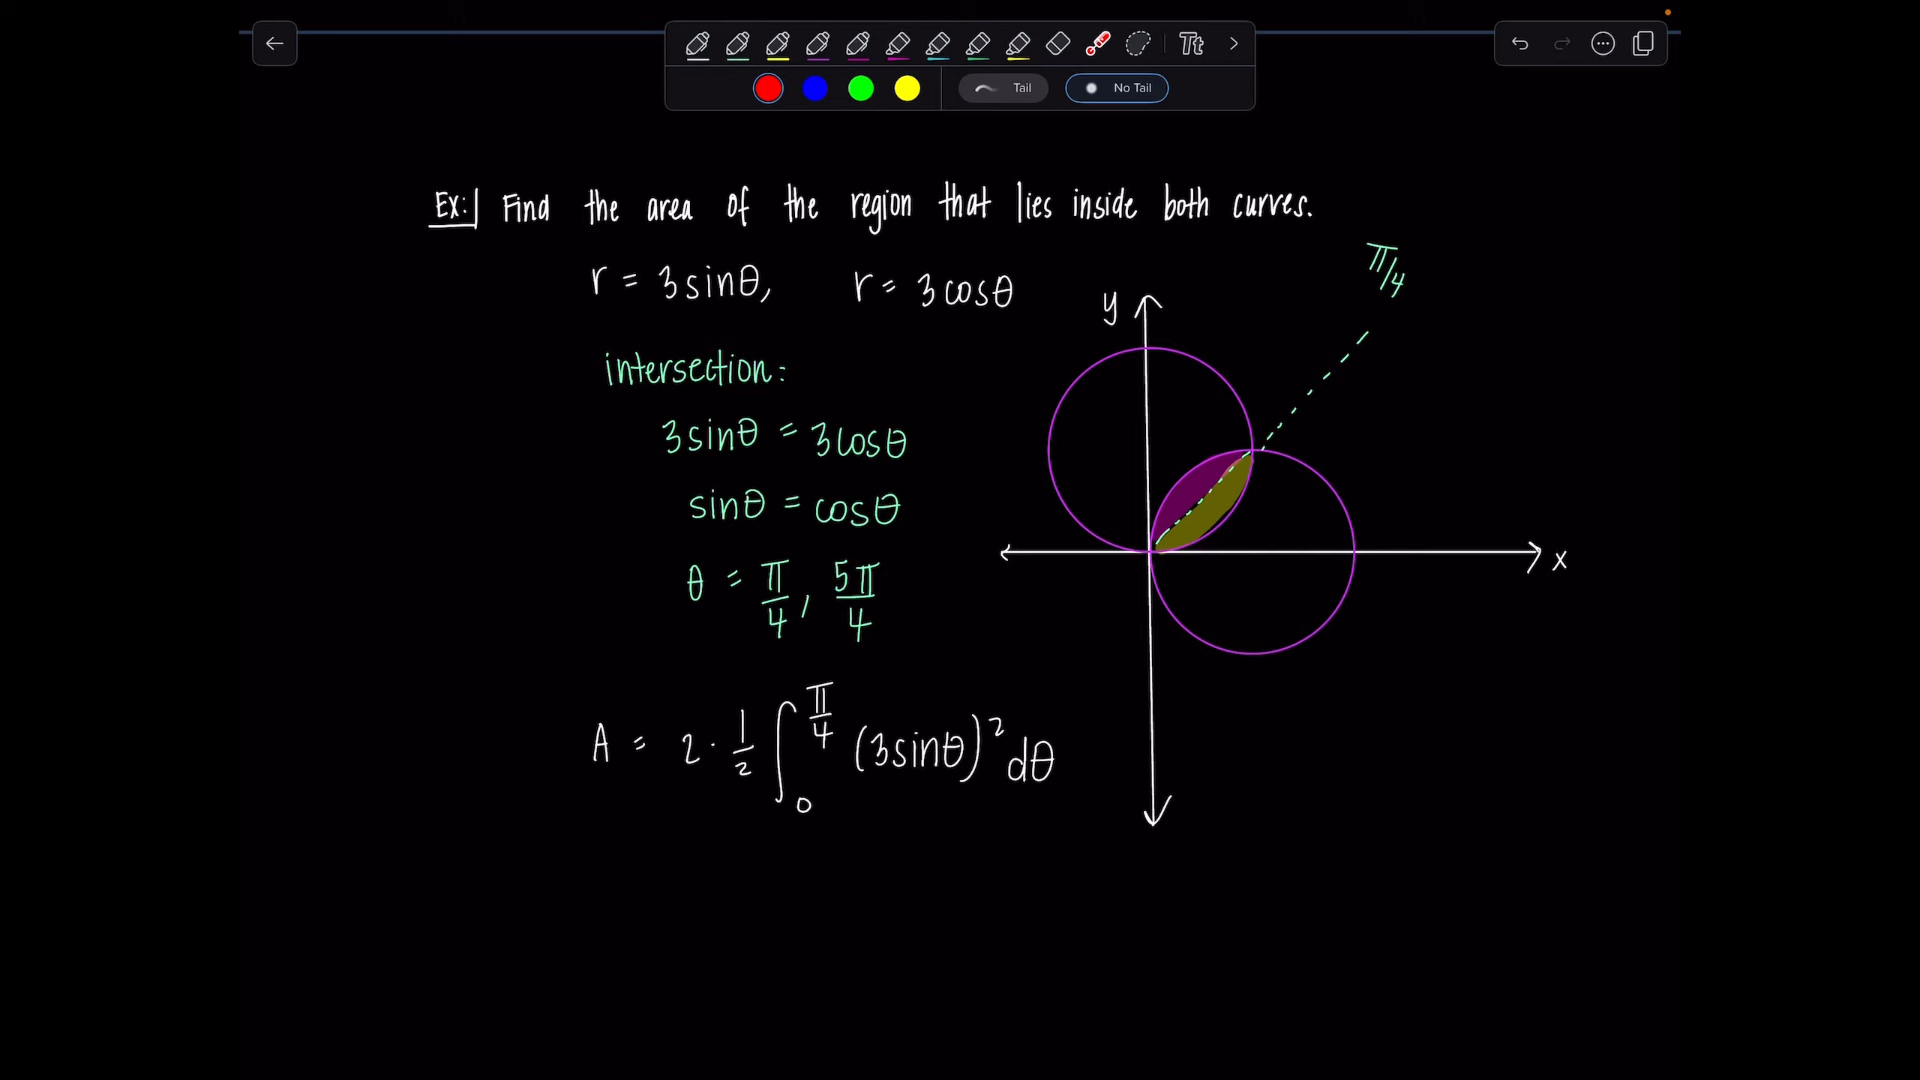 Tt
Tail
No Tail
Ex: Find the area of the region that lies inside both curves.
r = 3sinθ, r = 3cosθ
π/4
y
intersection:
3sinθ = 3cosθ
sinθ = cosθ
x
θ = π/4, 5π/4
A = 2 · 1/2 ∫₀^(π/4) (3sinθ)² dθ